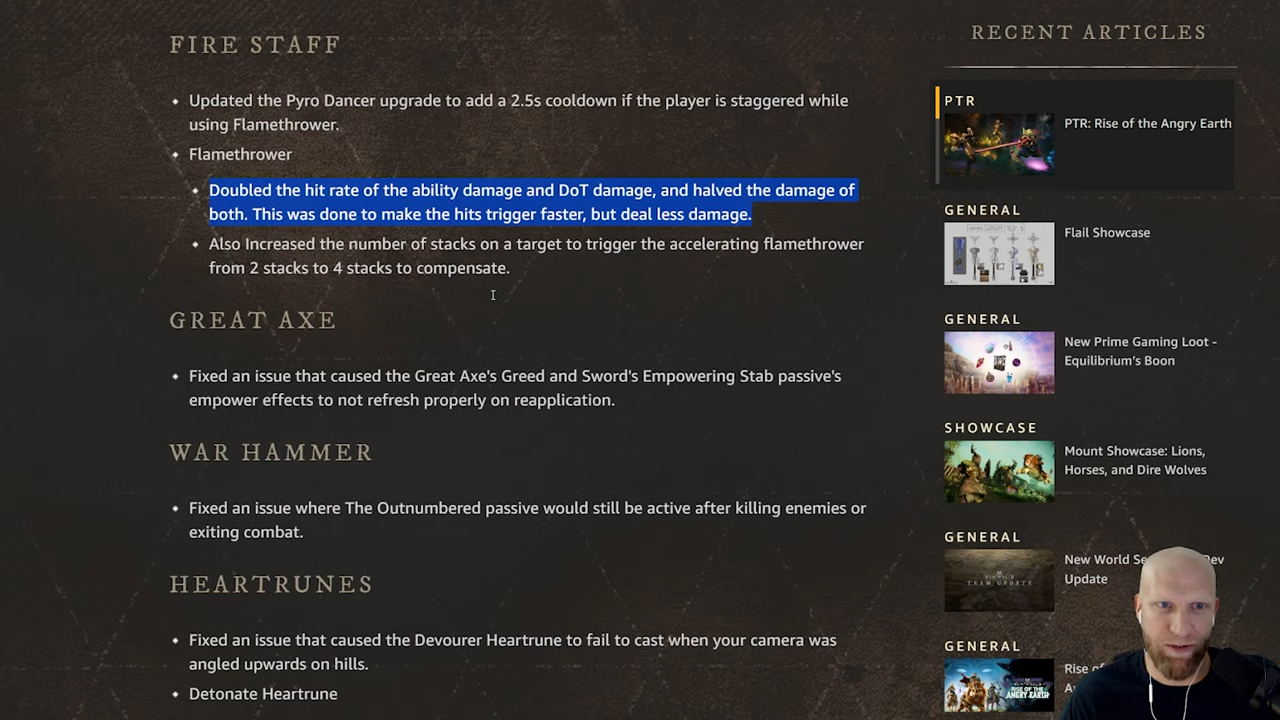 FIRE STAFF
Updated the Pyro Dancer upgrade to add a 2.5s cooldown if the player is staggered while
using Flamethrower.
Flamethrower
Doubled the hit rate of the ability damage and DoT damage, and halved the damage of
both. This was done to make the hits trigger faster, but deal less damage.
Also Increased the number of stacks on a target to trigger the accelerating flamethrower
from 2 stacks to 4 stacks to compensate.
GREAT AXE
Fixed an issue that caused the Great Axe's Greed and Sword's Empowering Stab passive's
empower effects to not refresh properly on reapplication.
WAR HAMMER
Fixed an issue where The Outnumbered passive would still be active after killing enemies or
exiting combat.
HEARTRUNES
Fixed an issue that caused the Devourer Heartrune to fail to cast when your camera was
angled upwards on hills.
Detonate Heartrune
RECENT ARTICLES
PTR
PTR: Rise of the Angry Earth
GENERAL
Flail Showcase
GENERAL
New Prime Gaming Loot -
Equilibrium's Boon
SHOWCASE
Mount Showcase: Lions,
Horses, and Dire Wolves
GENERAL
TEAM UPDATE
New World Dev
Update
GENERAL
RISE OF THE
ANGRY EARTH
Rise